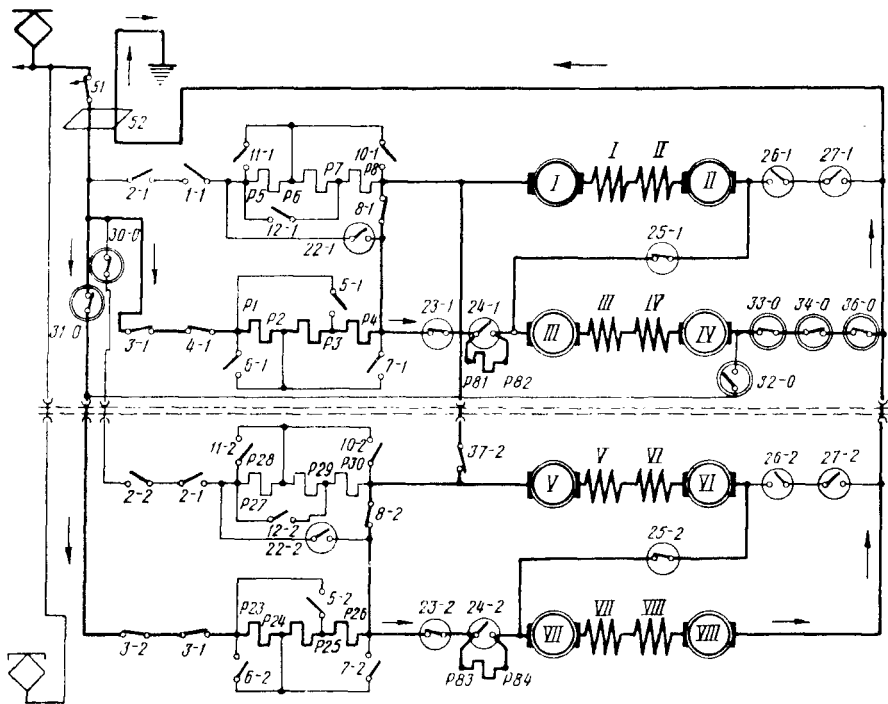 51
52
11-1
10-1
P7
P8
I
II
26-1
27-1
2-1
1-1
P5
P6
I
II
8-1
12-1
22-1
25-1
30-0
31-0
5-1
P1
P2
P3
P4
23-1
24-1
III
IV
33-0
34-0
36-0
3-1
4-1
III
IV
6-1
7-1
P81
P82
32-0
11-2
10-2
37-2
P28
P29
P30
V
VI
26-2
27-2
2-2
2-1
P27
V
VI
8-2
12-2
22-2
25-2
5-2
P23
P24
P25
P26
23-2
24-2
VII
VIII
3-2
3-1
VII
VIII
6-2
7-2
P83
P84